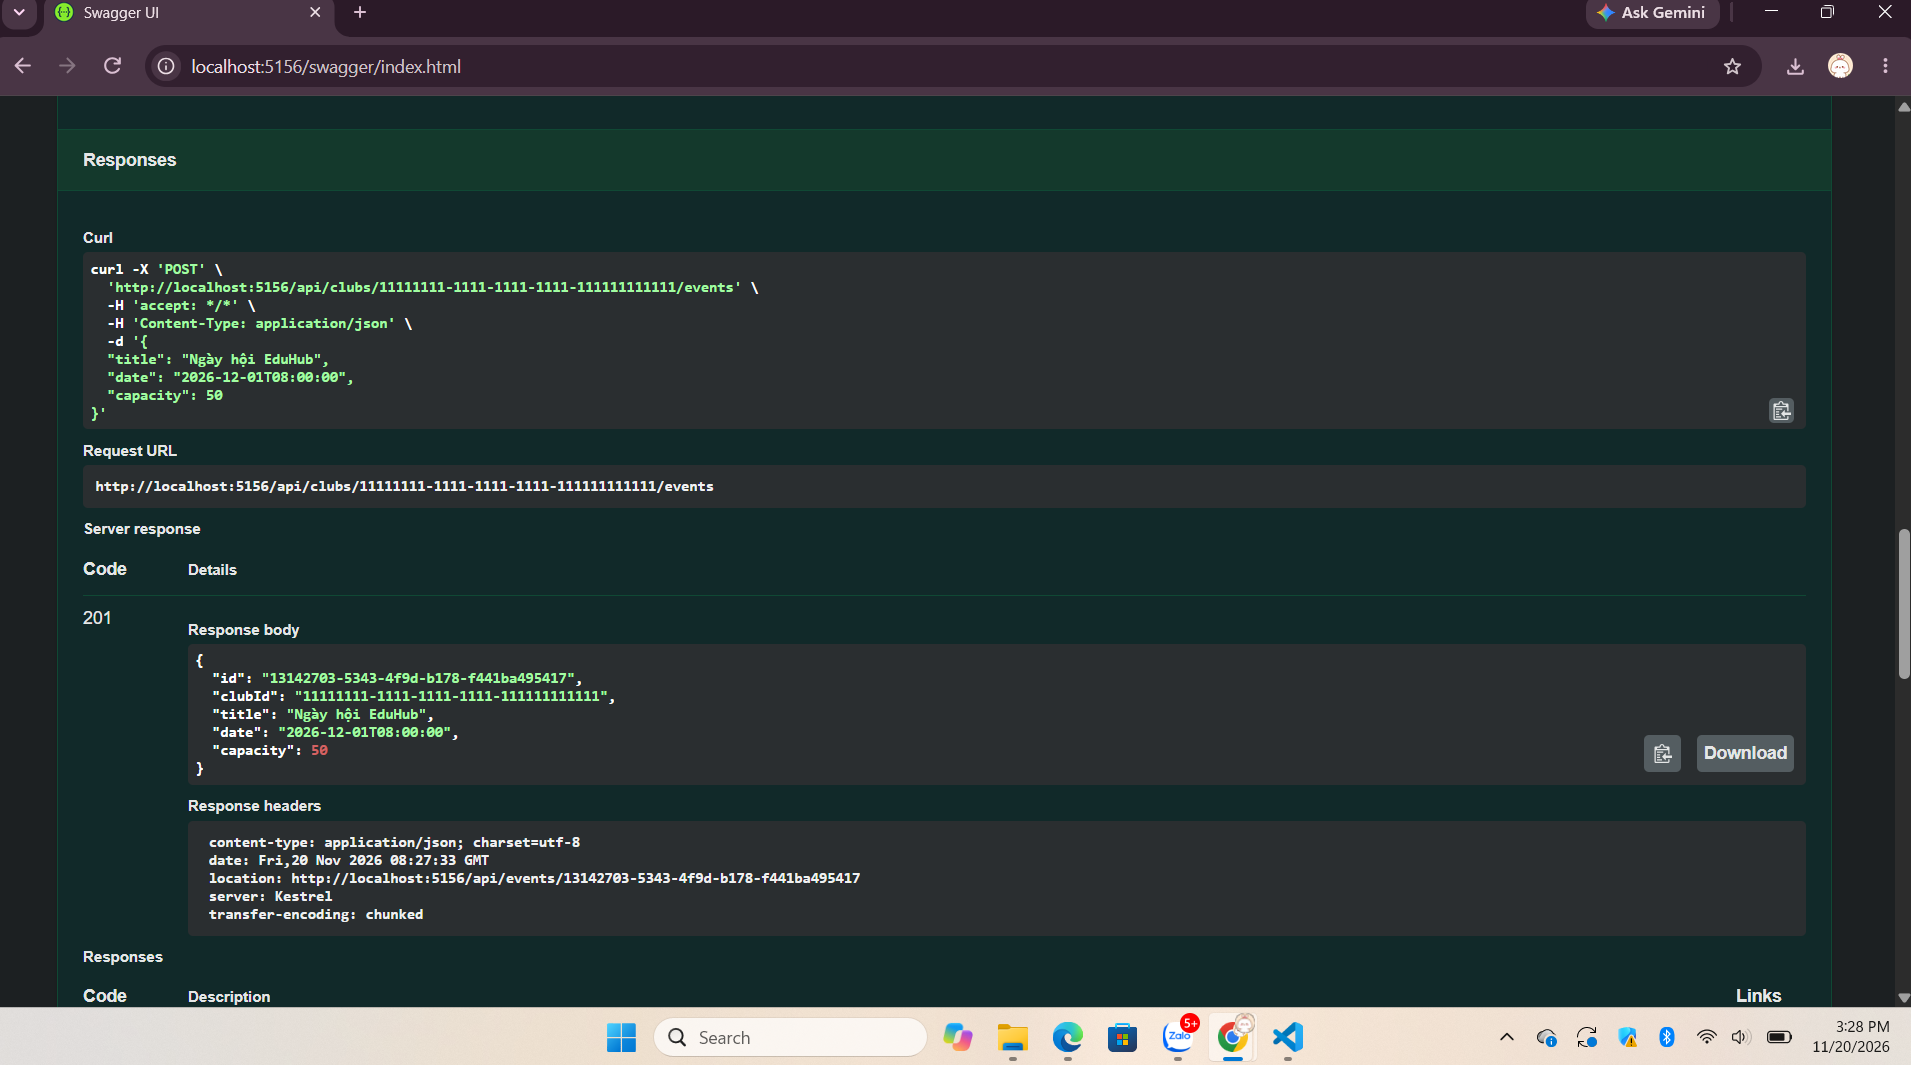 Swagger UI
Ask Gemini
localhost:5156/swagger/index.html
Responses
Curl
curl -X 'POST' \
'http://localhost:5156/api/clubs/11111111-1111-1111-1111-111111111111/events' \
-H 'accept: */*' \
-H 'Content-Type: application/json' \
-d '{
"title": "Ngày hội EduHub",
"date": "2026-12-01T08:00:00",
"capacity": 50
}'
Request URL
http://localhost:5156/api/clubs/11111111-1111-1111-1111-111111111111/events
Server response
Code Details
201
Response body
{
"id": "13142703-5343-4f9d-b178-f441ba495417",
"clubId": "11111111-1111-1111-1111-111111111111",
"title": "Ngày hội EduHub",
"date": "2026-12-01T08:00:00",
"capacity": 50
}
Download
Response headers
content-type: application/json; charset=utf-8
date: Fri,20 Nov 2026 08:27:33 GMT
location: http://localhost:5156/api/events/13142703-5343-4f9d-b178-f441ba495417
server: Kestrel
transfer-encoding: chunked
Responses
Code Description Links
Search
Zalo
5+
3:28 PM
11/20/2026